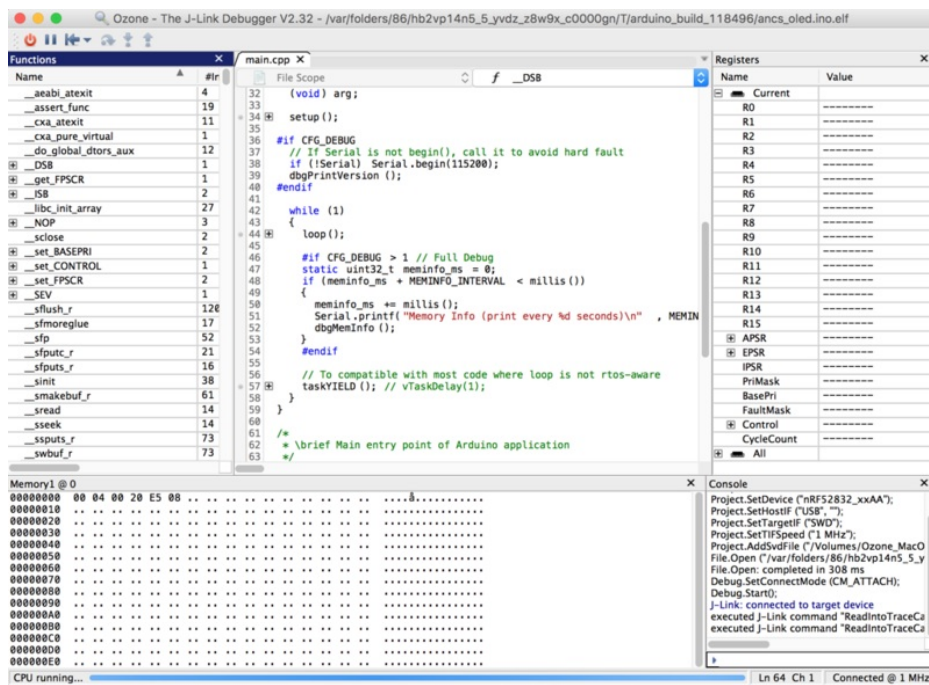 Ozone - The J-Link Debugger V2.32 - /var/folders/86/hb2vp14n5_5_yvdz_z8w9x_c0000gn/T/arduino_build_118496/ancs_oled.ino.elf
Functions
Name #Ir
__aeabi_atexit 4
__assert_func 19
__cxa_atexit 11
__cxa_pure_virtual 1
__do_global_dtors_aux 12
__DSB 1
__get_FPSCR 1
__ISB 2
__libc_init_array 27
__NOP 3
__sclose 2
__set_BASEPRI 2
__set_CONTROL 1
__set_FPSCR 2
__SEV 1
__sflush_r 120
__sfmoreglue 17
__sfp 52
__sfputc_r 21
__sfputs_r 16
__sinit 38
__smakebuf_r 61
__sread 14
__sseek 14
__ssputs_r 73
__swbuf_r 73
main.cpp
File Scope f __DSB
32 (void) arg;
33
34 setup();
35
36 #if CFG_DEBUG
37 // If Serial is not begin(), call it to avoid hard fault
38 if (!Serial) Serial.begin(115200);
39 dbgPrintVersion ();
40 #endif
41
42 while (1)
43 {
44 loop();
45
46 #if CFG_DEBUG > 1 // Full Debug
47 static uint32_t meminfo_ms = 0;
48 if (meminfo_ms + MEMINFO_INTERVAL < millis())
49 {
50 meminfo_ms += millis();
51 Serial.printf("Memory Info (print every %d seconds)\n" , MEMIN
52 dbgMemInfo ();
53 }
54 #endif
55
56 // To compatible with most code where loop is not rtos-aware
57 taskYIELD (); // vTaskDelay(1);
58 }
59 }
60
61 /*
62 * \brief Main entry point of Arduino application
63 */
Registers
Name Value
Current
R0 --------
R1 --------
R2 --------
R3 --------
R4 --------
R5 --------
R6 --------
R7 --------
R8 --------
R9 --------
R10 --------
R11 --------
R12 --------
R13 --------
R14 --------
R15 --------
APSR --------
EPSR --------
IPSR --------
PriMask --------
BasePri --------
FaultMask --------
Control --------
CycleCount --------
All
Memory1 @ 0
00000000 00 04 00 20 E5 08 .. .. .. .. .. .. .. .. .. .. ....å...........
00000010 .. .. .. .. .. .. .. .. .. .. .. .. .. .. .. .. ................
00000020 .. .. .. .. .. .. .. .. .. .. .. .. .. .. .. .. ................
00000030 .. .. .. .. .. .. .. .. .. .. .. .. .. .. .. .. ................
00000040 .. .. .. .. .. .. .. .. .. .. .. .. .. .. .. .. ................
00000050 .. .. .. .. .. .. .. .. .. .. .. .. .. .. .. .. ................
00000060 .. .. .. .. .. .. .. .. .. .. .. .. .. .. .. .. ................
00000070 .. .. .. .. .. .. .. .. .. .. .. .. .. .. .. .. ................
00000080 .. .. .. .. .. .. .. .. .. .. .. .. .. .. .. .. ................
00000090 .. .. .. .. .. .. .. .. .. .. .. .. .. .. .. .. ................
000000A0 .. .. .. .. .. .. .. .. .. .. .. .. .. .. .. .. ................
000000B0 .. .. .. .. .. .. .. .. .. .. .. .. .. .. .. .. ................
000000C0 .. .. .. .. .. .. .. .. .. .. .. .. .. .. .. .. ................
000000D0 .. .. .. .. .. .. .. .. .. .. .. .. .. .. .. .. ................
000000E0 .. .. .. .. .. .. .. .. .. .. .. .. .. .. .. .. ................
Console
Project.SetDevice ("nRF52832_xxAA");
Project.SetHostIF ("USB", "");
Project.SetTargetIF ("SWD");
Project.SetTIFSpeed ("1 MHz");
Project.AddSvdFile ("/Volumes/Ozone_MacO
File.Open ("/var/folders/86/hb2vp14n5_5_y
File.Open: completed in 308 ms
Debug.SetConnectMode (CM_ATTACH);
Debug.Start();
J-Link: connected to target device
executed J-Link command "ReadIntoTraceCa
executed J-Link command "ReadIntoTraceCa
CPU running... Ln 64 Ch 1 Connected @ 1 MHz